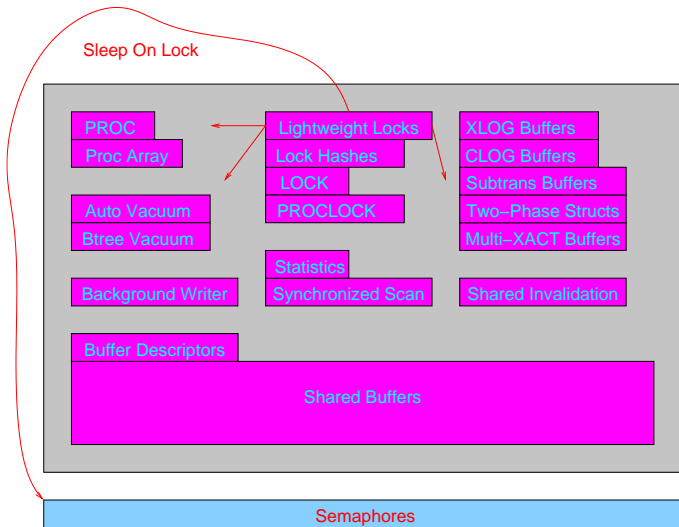 Sleep On Lock
PROC
Lightweight Locks
XLOG Buffers
Proc Array
Lock Hashes
CLOG Buffers
LOCK
Subtrans Buffers
Auto Vacuum
PROCLOCK
Two−Phase Structs
Btree Vacuum
Multi−XACT Buffers
Statistics
Background Writer
Synchronized Scan
Shared Invalidation
Buffer Descriptors
Shared Buffers
Semaphores